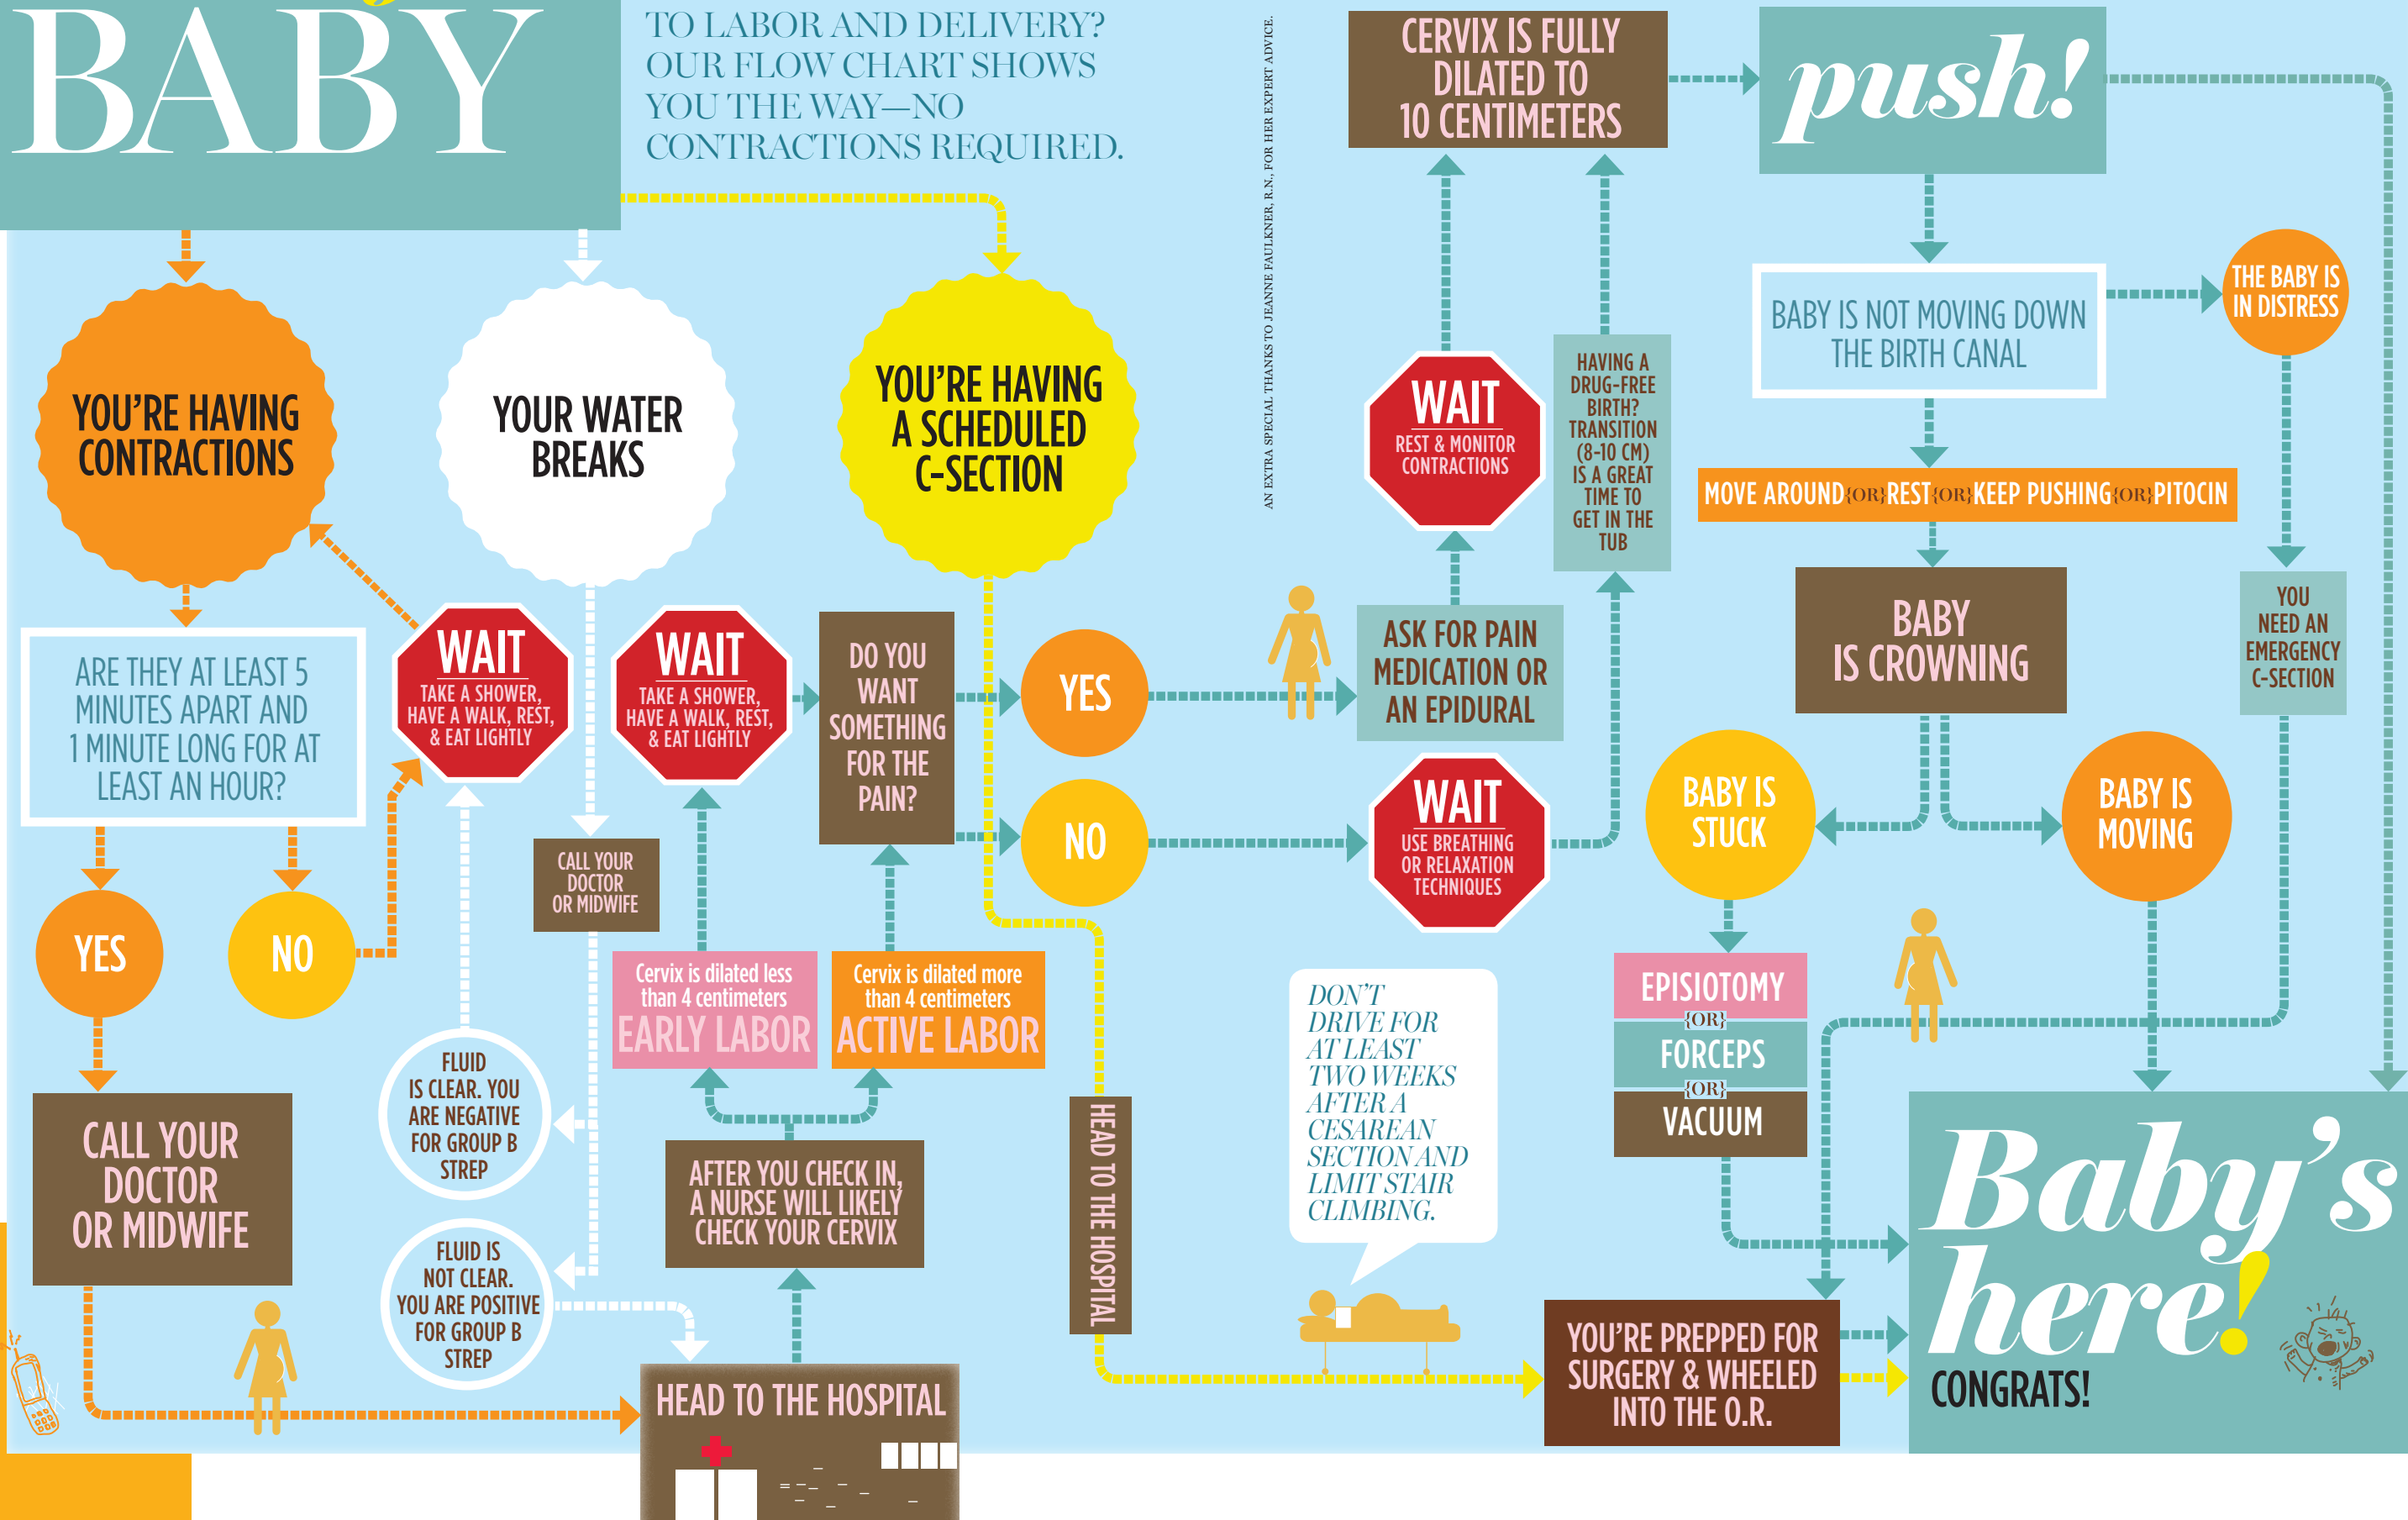 BABY
TO LABOR AND DELIVERY?
OUR FLOW CHART SHOWS
YOU THE WAY—NO
CONTRACTIONS REQUIRED.
AN EXTRA SPECIAL THANKS TO JEANNE FAULKNER, R.N., FOR HER EXPERT ADVICE.
YOU'RE HAVING
CONTRACTIONS
YOUR WATER
BREAKS
YOU'RE HAVING
A SCHEDULED
C-SECTION
ARE THEY AT LEAST 5
MINUTES APART AND
1 MINUTE LONG FOR AT
LEAST AN HOUR?
YES
NO
WAIT
TAKE A SHOWER,
HAVE A WALK, REST,
& EAT LIGHTLY
CALL YOUR
DOCTOR
OR MIDWIFE
CALL YOUR
DOCTOR
OR MIDWIFE
FLUID
IS CLEAR. YOU
ARE NEGATIVE
FOR GROUP B
STREP
FLUID IS
NOT CLEAR.
YOU ARE POSITIVE
FOR GROUP B
STREP
HEAD TO THE HOSPITAL
AFTER YOU CHECK IN,
A NURSE WILL LIKELY
CHECK YOUR CERVIX
Cervix is dilated less
than 4 centimeters
EARLY LABOR
Cervix is dilated more
than 4 centimeters
ACTIVE LABOR
WAIT
TAKE A SHOWER,
HAVE A WALK, REST,
& EAT LIGHTLY
DO YOU
WANT
SOMETHING
FOR THE
PAIN?
YES
NO
HEAD TO THE HOSPITAL
ASK FOR PAIN
MEDICATION OR
AN EPIDURAL
WAIT
USE BREATHING
OR RELAXATION
TECHNIQUES
WAIT
REST & MONITOR
CONTRACTIONS
HAVING A
DRUG-FREE
BIRTH?
TRANSITION
(8-10 CM)
IS A GREAT
TIME TO
GET IN THE
TUB
CERVIX IS FULLY
DILATED TO
10 CENTIMETERS
push!
BABY IS NOT MOVING DOWN
THE BIRTH CANAL
THE BABY IS
IN DISTRESS
MOVE AROUND {OR} REST {OR} KEEP PUSHING {OR} PITOCIN
BABY
IS CROWNING
YOU
NEED AN
EMERGENCY
C-SECTION
BABY IS
STUCK
BABY IS
MOVING
EPISIOTOMY
{OR}
FORCEPS
{OR}
VACUUM
DON'T
DRIVE FOR
AT LEAST
TWO WEEKS
AFTER A
CESAREAN
SECTION AND
LIMIT STAIR
CLIMBING.
YOU'RE PREPPED FOR
SURGERY & WHEELED
INTO THE O.R.
Baby's
here!
CONGRATS!